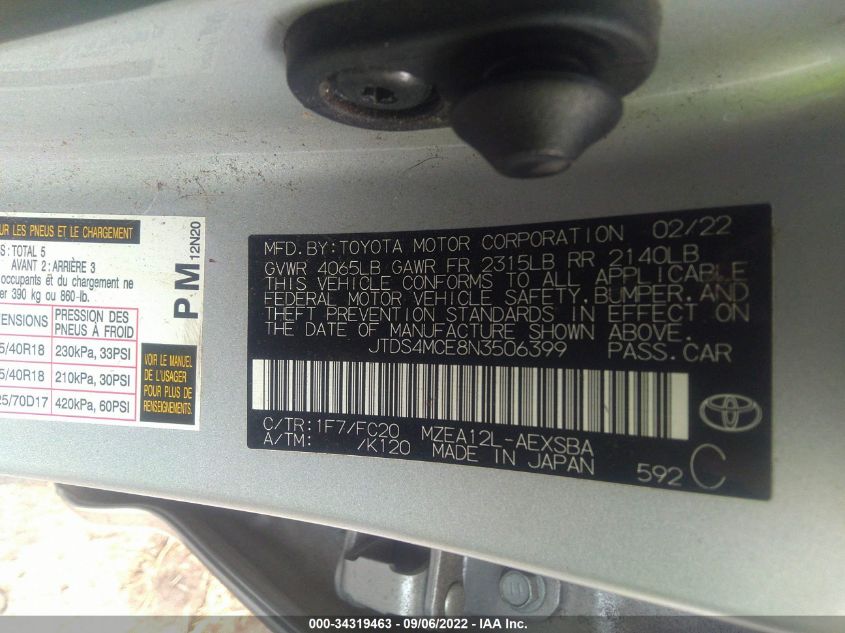 UR LES PNEUS ET LE CHARGEMENT
S: TOTAL 5
AVANT 2: ARRIÈRE 3
occupants et du chargement ne
er 390 kg ou 860-lb.
ENSIONS PRESSION DES PNEUS À FROID
5/40R18 230kPa, 33PSI
5/40R18 210kPa, 30PSI
25/70D17 420kPa, 60PSI
VOIR LE MANUEL
DE L'USAGER
POUR PLUS DE
RENSEIGNEMENTS.
PM 12N20
MFD. BY: TOYOTA MOTOR CORPORATION 02/22
GVWR 4065LB GAWR FR 2315LB RR 2140LB
THIS VEHICLE CONFORMS TO ALL APPLICABLE
FEDERAL MOTOR VEHICLE SAFETY, BUMPER, AND
THEFT PREVENTION STANDARDS IN EFFECT ON
THE DATE OF MANUFACTURE SHOWN ABOVE.
JTDS4MCE8N3506399 PASS. CAR
C/TR: 1F7/FC20 MZEA12L-AEXSBA
A/TM: /K120 MADE IN JAPAN 592 C
000-34319463 - 09/06/2022 - IAA Inc.